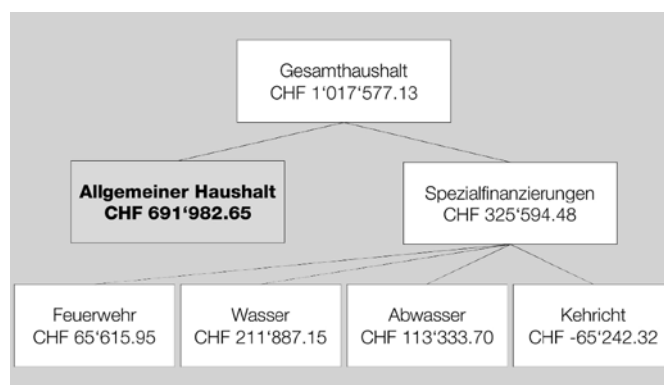 Gesamthaushalt
CHF 1‘017‘577.13
Allgemeiner Haushalt
CHF 691‘982.65
Spezialfinanzierungen
CHF 325‘594.48
Feuerwehr
CHF 65‘615.95
Wasser
CHF 211‘887.15
Abwasser
CHF 113‘333.70
Kehricht
CHF -65‘242.32